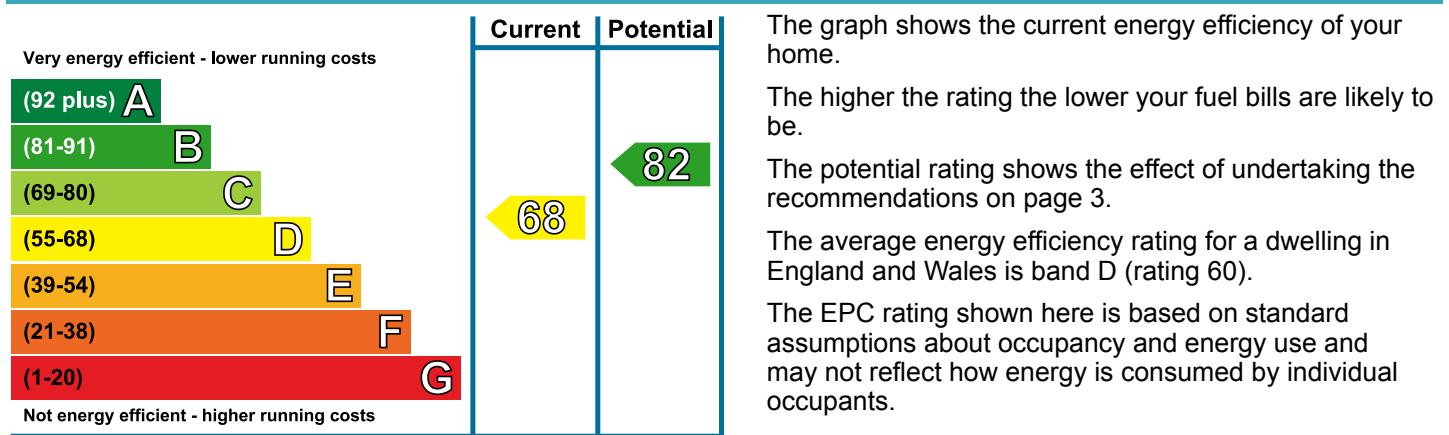 Current Potential
Very energy efficient - lower running costs
(92 plus) A
(81-91) B
(69-80) C
(55-68) D
(39-54) E
(21-38) F
(1-20) G
Not energy efficient - higher running costs
68
82
The graph shows the current energy efficiency of your
home.
The higher the rating the lower your fuel bills are likely to
be.
The potential rating shows the effect of undertaking the
recommendations on page 3.
The average energy efficiency rating for a dwelling in
England and Wales is band D (rating 60).
The EPC rating shown here is based on standard
assumptions about occupancy and energy use and
may not reflect how energy is consumed by individual
occupants.